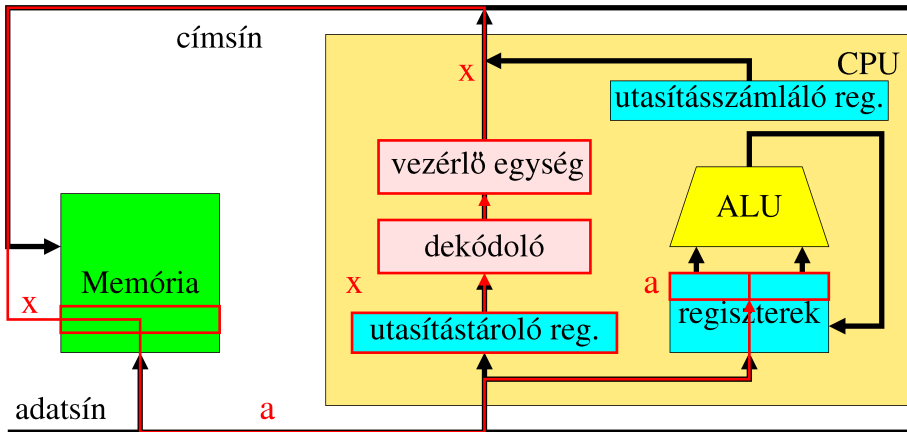 címsín
CPU
x
utasításszámláló reg.
vezérlő egység
ALU
dekódoló
Memória
x
a
x
regiszterek
utasítástároló reg.
adatsín
a